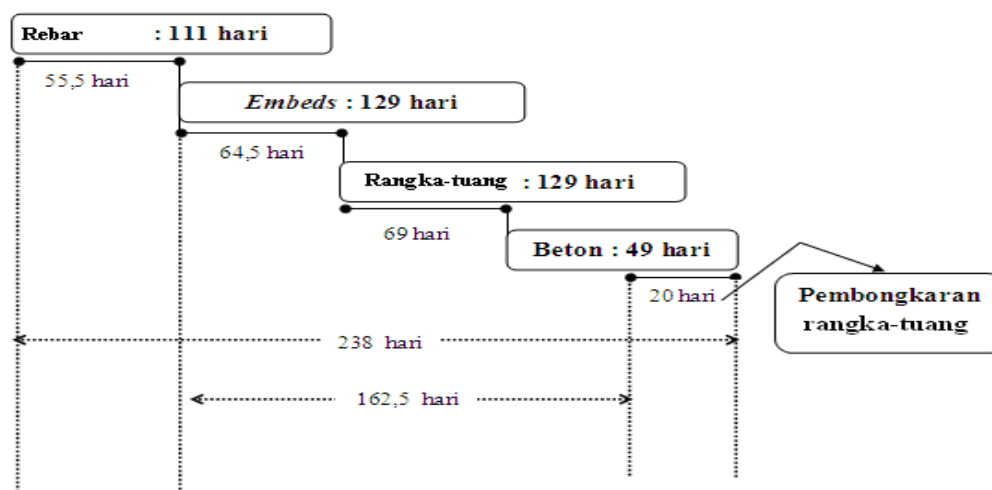 Rebar : 111 hari
55,5 hari
Embeds : 129 hari
64,5 hari
Rangka-tuang : 129 hari
69 hari
Beton : 49 hari
20 hari
Pembongkaran
rangka-tuang
238 hari
162,5 hari